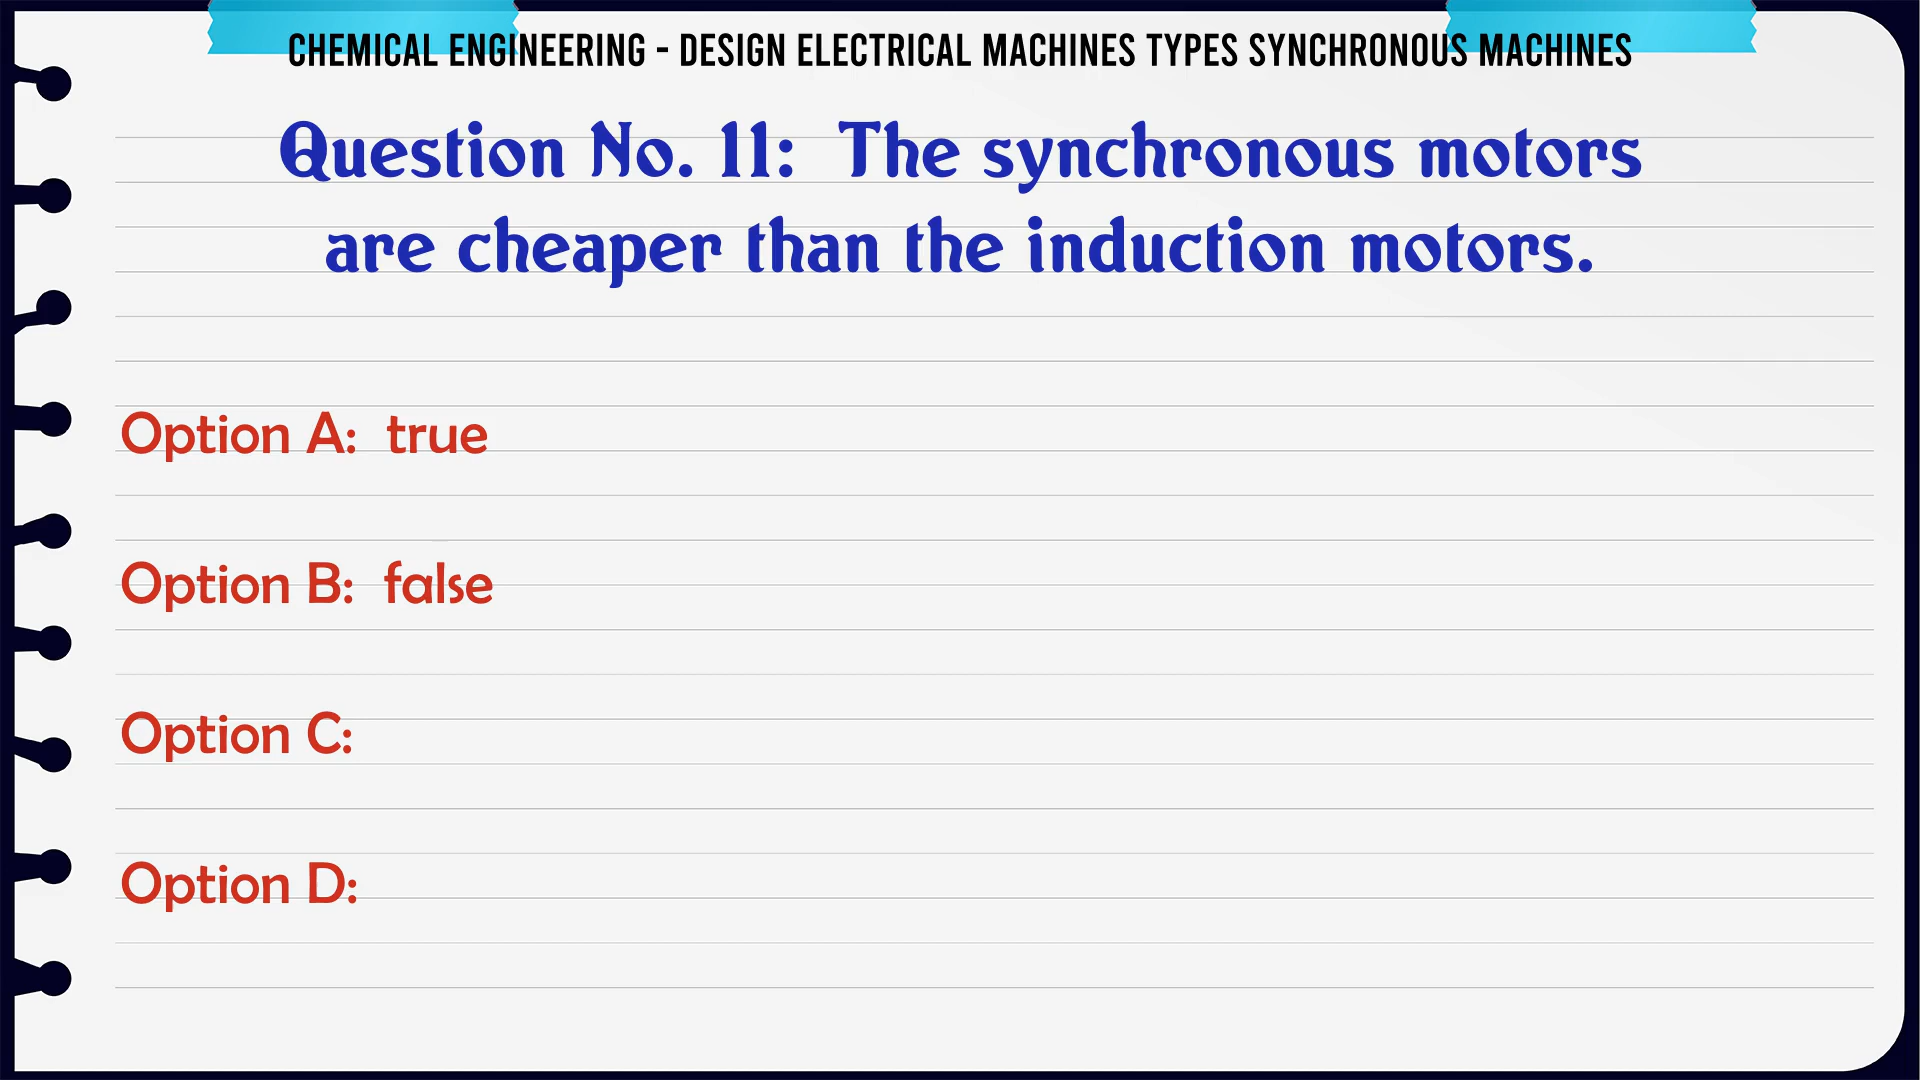 CHEMICAL ENGINEERING - DESIGN ELECTRICAL MACHINES TYPES SYNCHRONOUS MACHINES
Question No. 11: The synchronous motors
are cheaper than the induction motors.
Option A: true
Option B: false
Option C:
Option D: